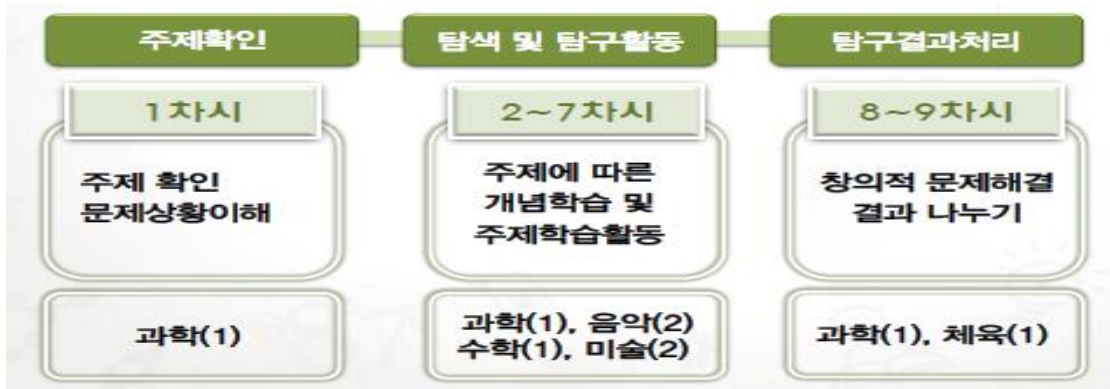 주제확인
탐색 및 탐구활동
탐구결과처리
1차시
2~7차시
8~9차시
주제 확인
문제상황이해
주제에 따른
개념학습 및
주제학습활동
창의적 문제해결
결과 나누기
과학(1)
과학(1), 음악(2)
수학(1), 미술(2)
과학(1), 체육(1)